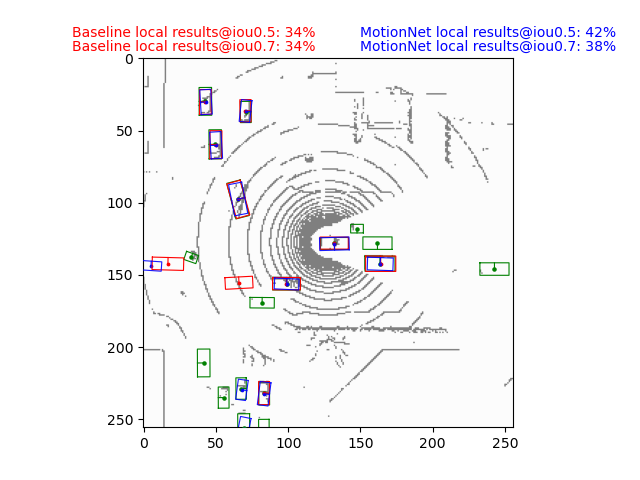 Baseline local results@iou0.5: 34% MotionNet local results@iou0.5: 42%
Baseline local results@iou0.7: 34% MotionNet local results@iou0.7: 38%
0
50
100
150
200
250
0 50 100 150 200 250